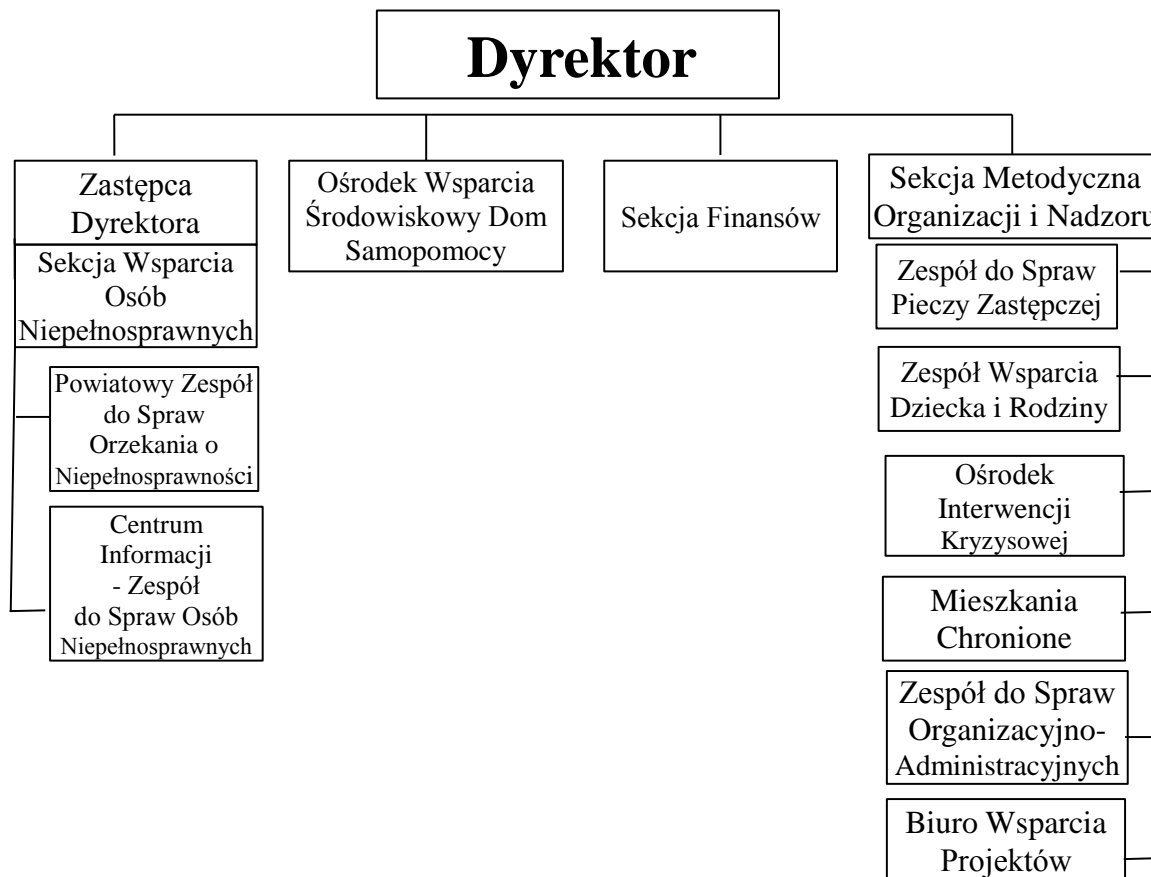 Dyrektor
Zastępca
Dyrektora
Sekcja Wsparcia
Osób
Niepełnosprawnych
Powiatowy Zespół
do Spraw
Orzekania o
Niepełnosprawności
Centrum
Informacji
- Zespół
do Spraw Osób
Niepełnosprawnych
Ośrodek Wsparcia
Środowiskowy Dom
Samopomocy
Sekcja Finansów
Sekcja Metodyczna
Organizacji i Nadzoru
Zespół do Spraw
Pieczy Zastępczej
Zespół Wsparcia
Dziecka i Rodziny
Ośrodek
Interwencji
Kryzysowej
Mieszkania
Chronione
Zespół do Spraw
Organizacyjno-
Administracyjnych
Biuro Wsparcia
Projektów